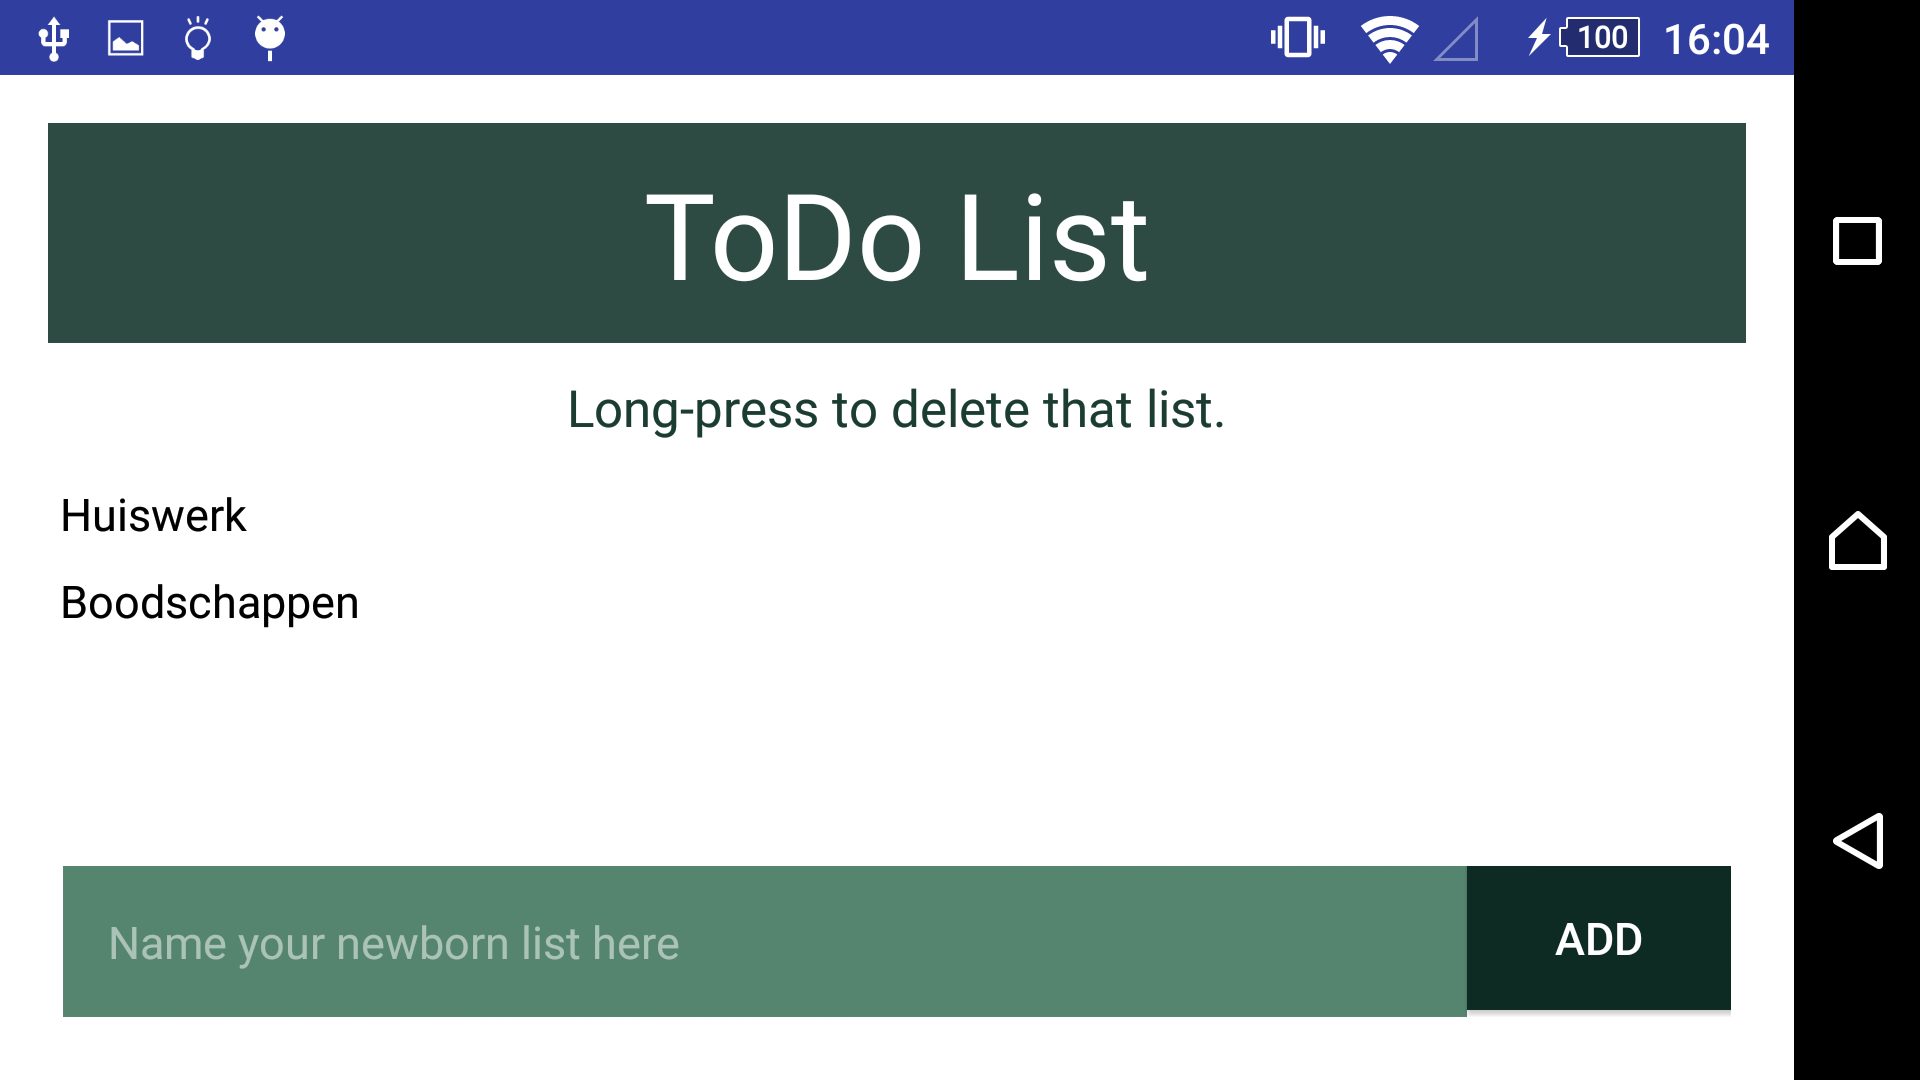 100 16:04
ToDo List
Long-press to delete that list.
Huiswerk
Boodschappen
Name your newborn list here
ADD